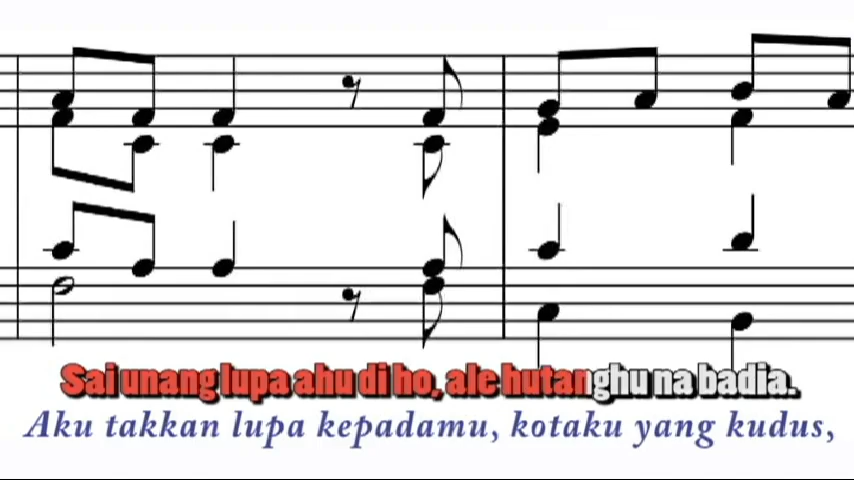 Sai unang lupa ahu di ho, ale hutanghu na badia.
Aku takkan lupa kepadamu, kotaku yang kudus,